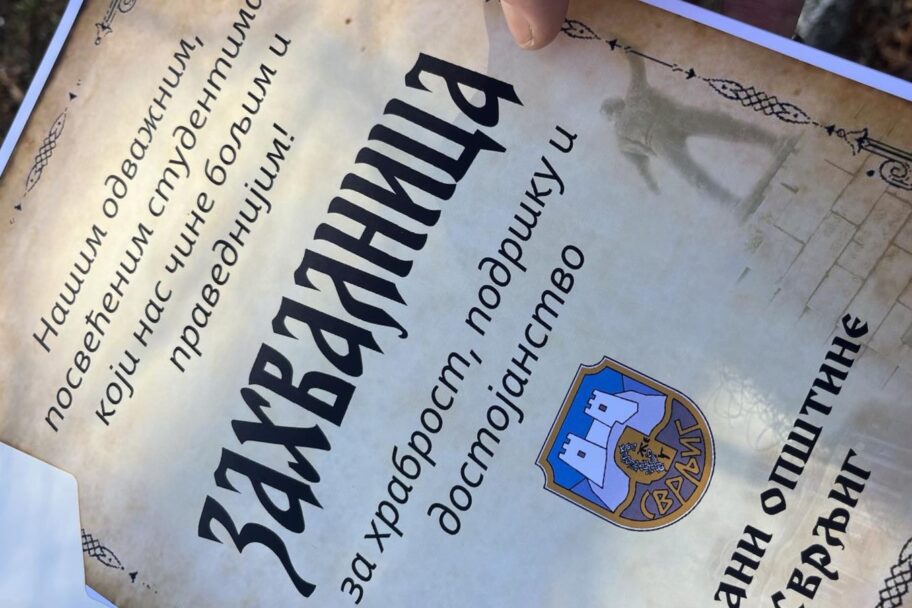 Нашим одважним,
посвећеним студентима
који нас чине бољим и
праведнијим!
Захвалница
за храброст, подршку и
достојанство
СВРЉИГ
ани општине
Сврљиг